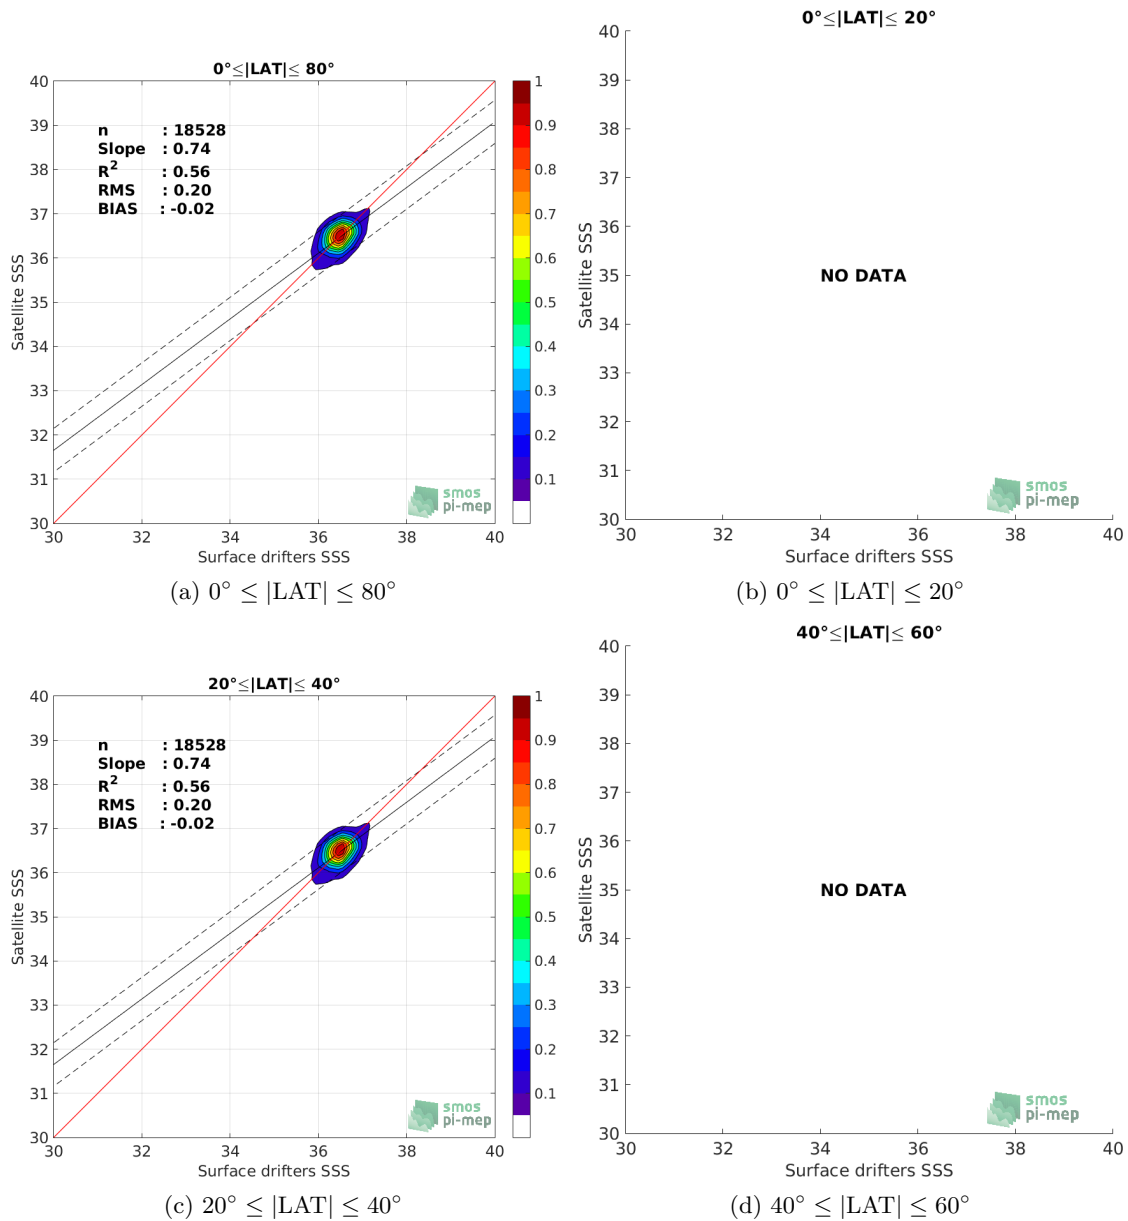 0°≤|LAT|≤ 80°
40
39
38
37
36
35
34
33
32
31
30
30 32 34 36 38 40
Satellite SSS
Surface drifters SSS
n : 18528
Slope : 0.74
R² : 0.56
RMS : 0.20
BIAS : -0.02
1
0.9
0.8
0.7
0.6
0.5
0.4
0.3
0.2
0.1
smos
pi-mep
(a) 0° ≤ |LAT| ≤ 80°
0°≤|LAT|≤ 20°
40
39
38
37
36
35
34
33
32
31
30
30 32 34 36 38 40
Satellite SSS
Surface drifters SSS
NO DATA
smos
pi-mep
(b) 0° ≤ |LAT| ≤ 20°
20°≤|LAT|≤ 40°
40
39
38
37
36
35
34
33
32
31
30
30 32 34 36 38 40
Satellite SSS
Surface drifters SSS
n : 18528
Slope : 0.74
R² : 0.56
RMS : 0.20
BIAS : -0.02
1
0.9
0.8
0.7
0.6
0.5
0.4
0.3
0.2
0.1
smos
pi-mep
(c) 20° ≤ |LAT| ≤ 40°
40°≤|LAT|≤ 60°
40
39
38
37
36
35
34
33
32
31
30
30 32 34 36 38 40
Satellite SSS
Surface drifters SSS
NO DATA
smos
pi-mep
(d) 40° ≤ |LAT| ≤ 60°